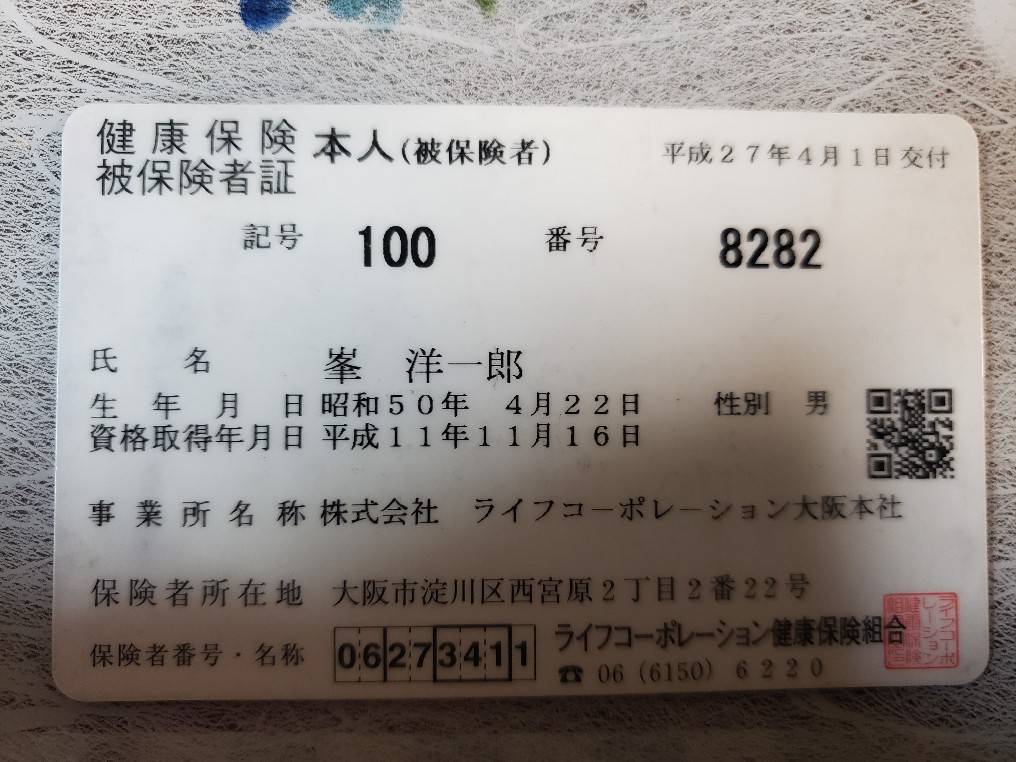 健康保険 本人(被保険者) 平成27年4月1日交付
被保険者証
記号 100 番号 8282
氏名 峯 洋一郎
生年月日 昭和50年 4月22日 性別 男
資格取得年月日 平成11年11月16日
事業所名称 株式会社 ライフコーポレーション大阪本社
保険者所在地 大阪市淀川区西宮原2丁目2番22号
保険者番号・名称 06273411 ライフコーポレーション健康保険組合
☎ 06 (6150) 6220